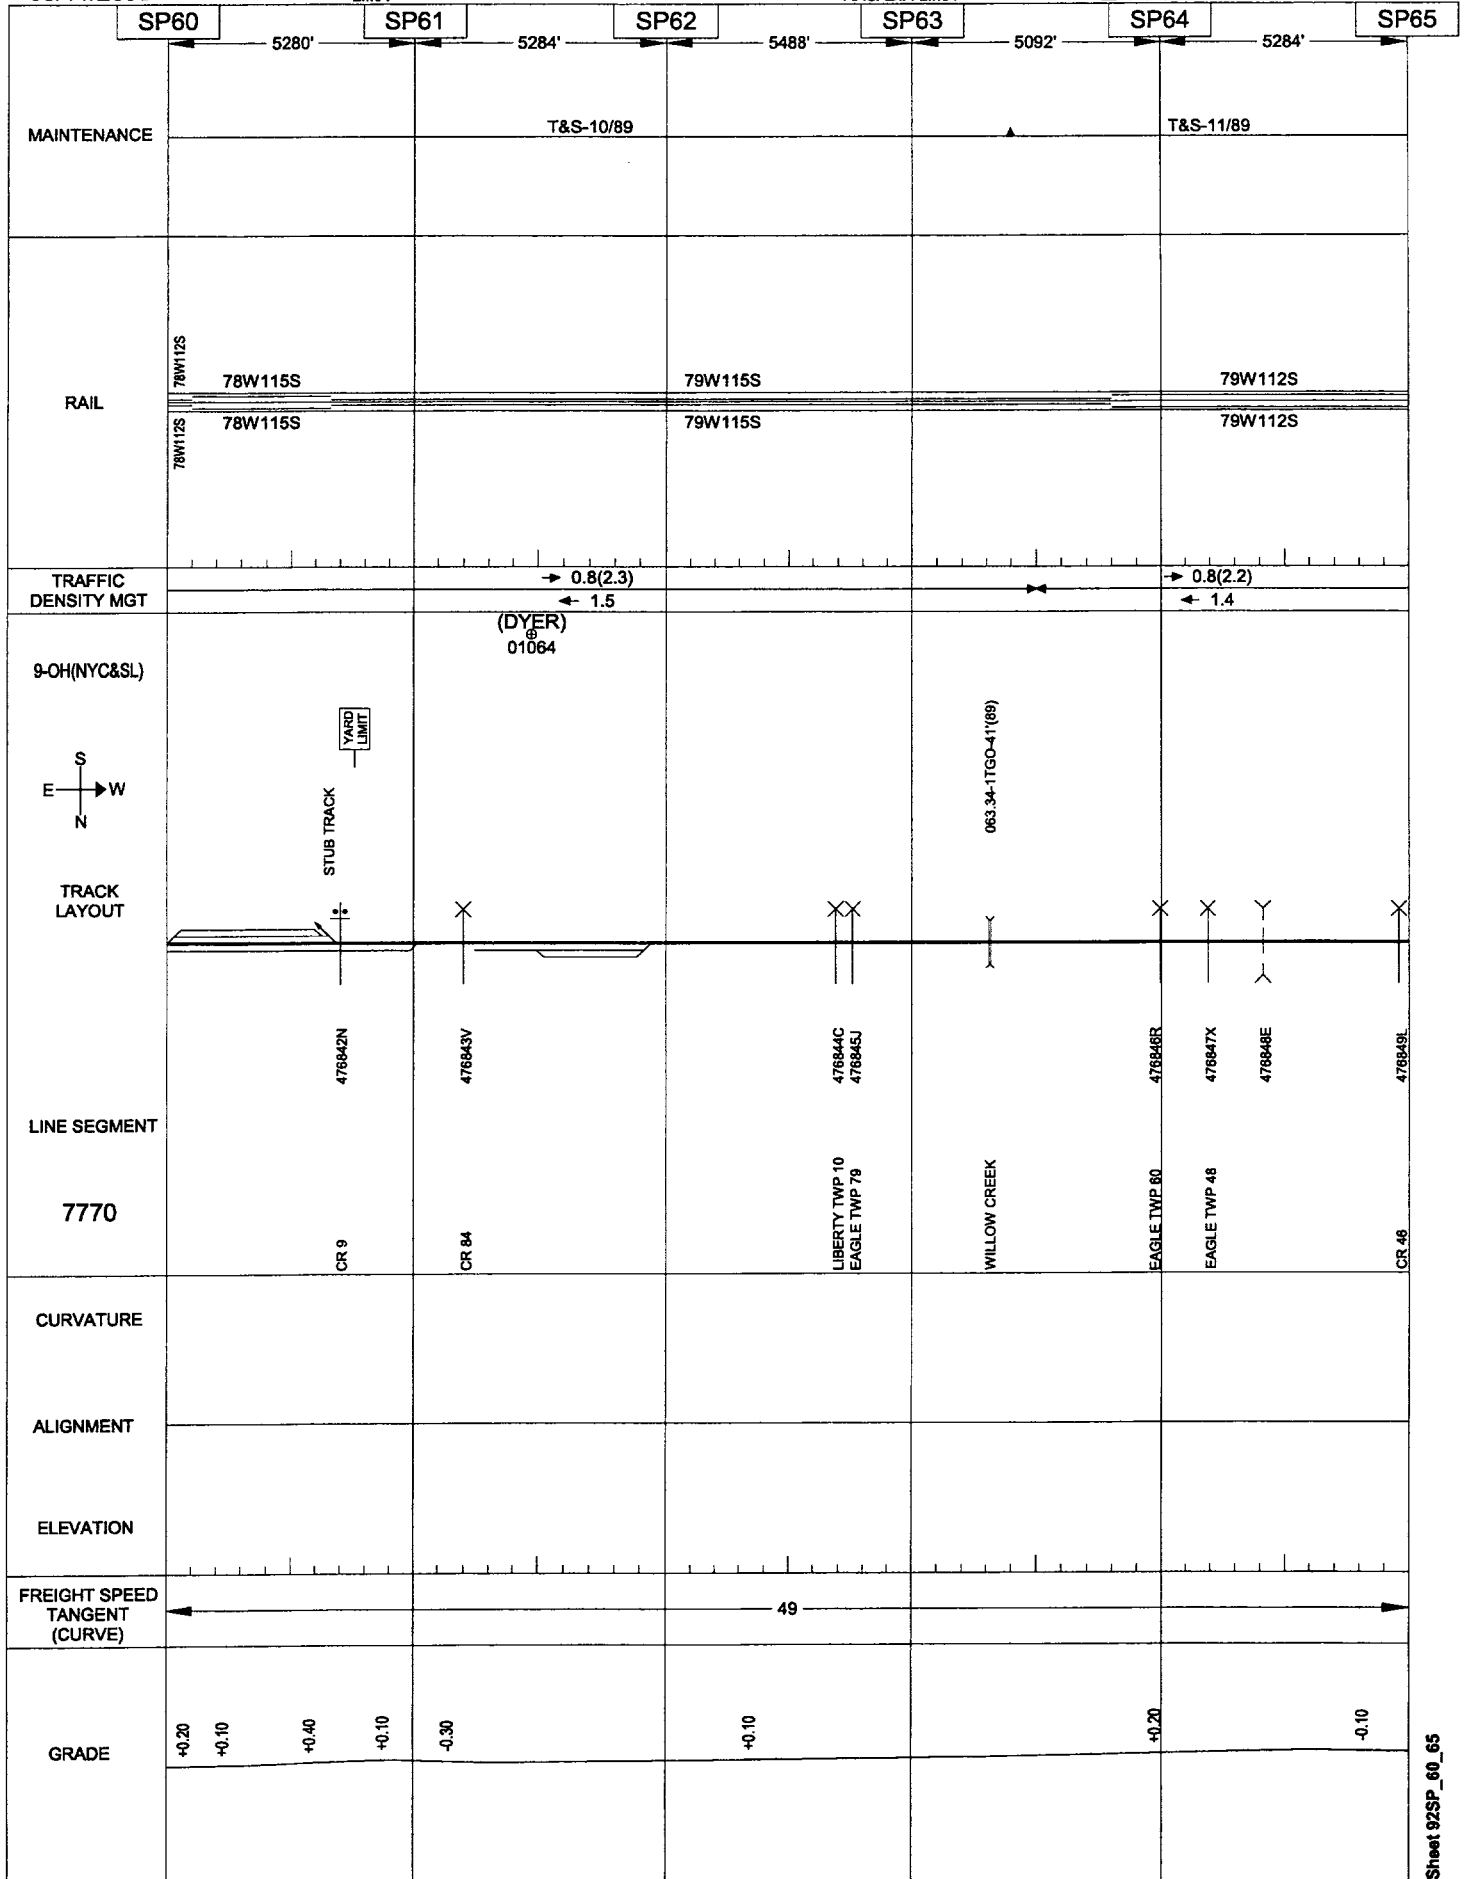 SP60 SP61 SP62 SP63 SP64 SP65
5280' 5284' 5488' 5092' 5284'
MAINTENANCE
T&S-10/89 T&S-11/89
RAIL
78W112S
78W115S 79W115S 79W112S
78W112S
78W115S 79W115S 79W112S
TRAFFIC
DENSITY MGT
0.8(2.3) 0.8(2.2)
1.5 1.4
(DYER)
01064
9-OH(NYC&SL)
YARD
LIMIT
S
E W
N
STUB TRACK
063.34-1TGO-41'(89)
TRACK
LAYOUT
476842N
476843V
476844C
476845J
476846R
476847X
476848E
476849L
LINE SEGMENT
7770
CR 9
CR 84
LIBERTY TWP 10
EAGLE TWP 79
WILLOW CREEK
EAGLE TWP 60
EAGLE TWP 48
CR 48
CURVATURE
ALIGNMENT
ELEVATION
FREIGHT SPEED
TANGENT
(CURVE)
49
GRADE
+0.20
+0.10
+0.40
+0.10
-0.30
+0.10
+0.20
-0.10
Sheet 92SP_60_65